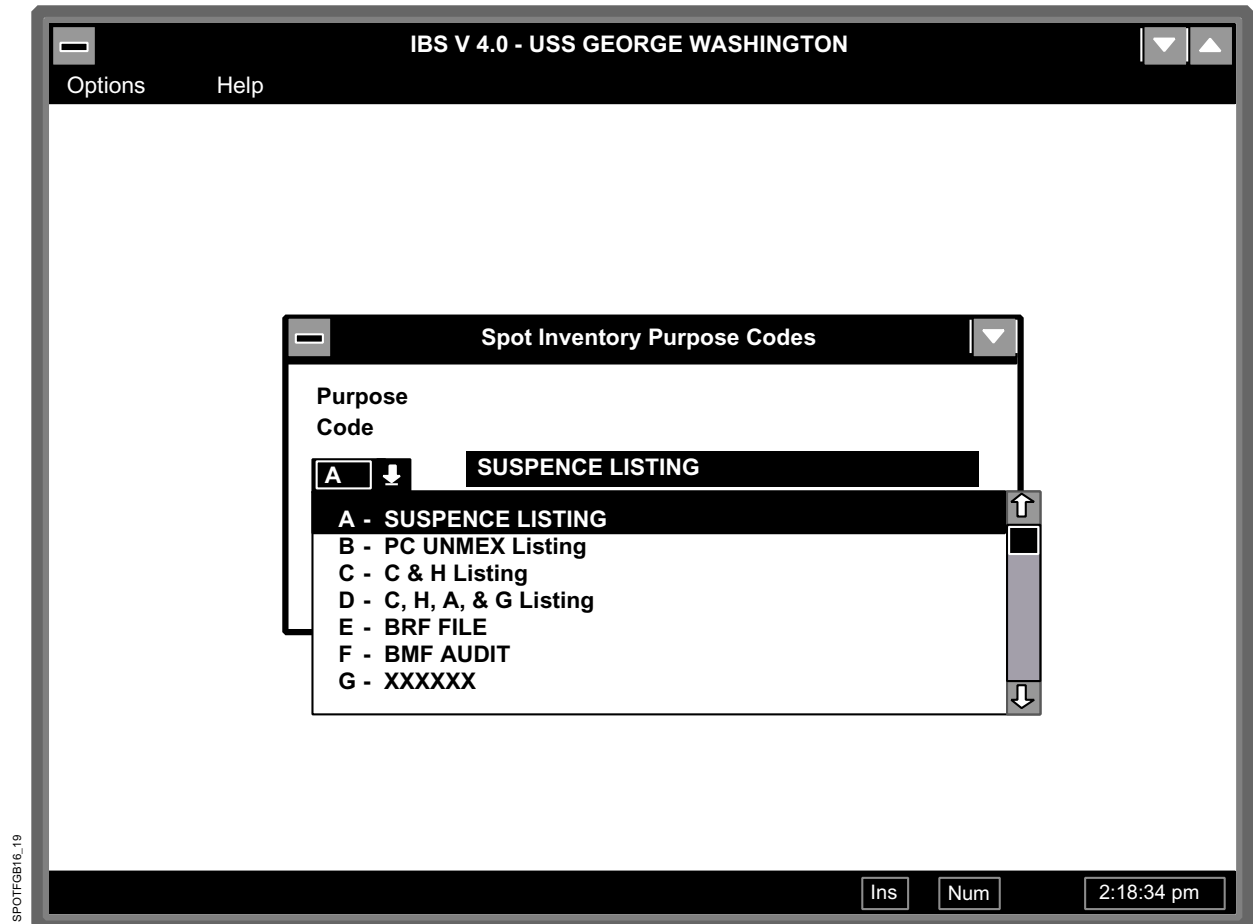 IBS V 4.0 - USS GEORGE WASHINGTON
Options Help
Spot Inventory Purpose Codes
Purpose
Code
A SUSPENCE LISTING
A - SUSPENCE LISTING
B - PC UNMEX Listing
C - C & H Listing
D - C, H, A, & G Listing
E - BRF FILE
F - BMF AUDIT
G - XXXXXX
Ins Num 2:18:34 pm
SPOTFGB16_19